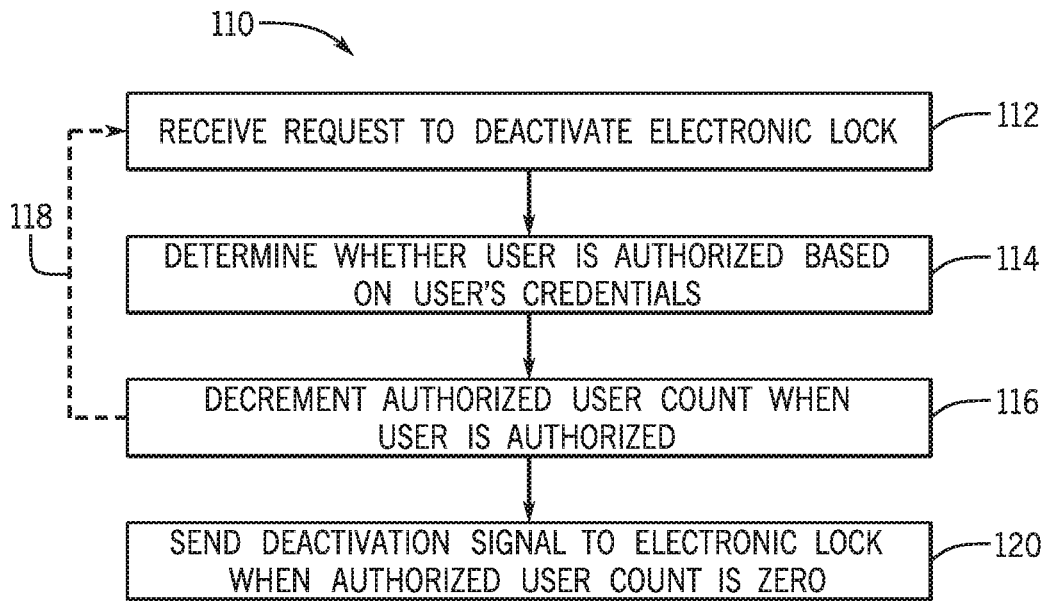 110
RECEIVE REQUEST TO DEACTIVATE ELECTRONIC LOCK
112
118
DETERMINE WHETHER USER IS AUTHORIZED BASED
ON USER'S CREDENTIALS
114
DECREMENT AUTHORIZED USER COUNT WHEN
USER IS AUTHORIZED
116
SEND DEACTIVATION SIGNAL TO ELECTRONIC LOCK
WHEN AUTHORIZED USER COUNT IS ZERO
120